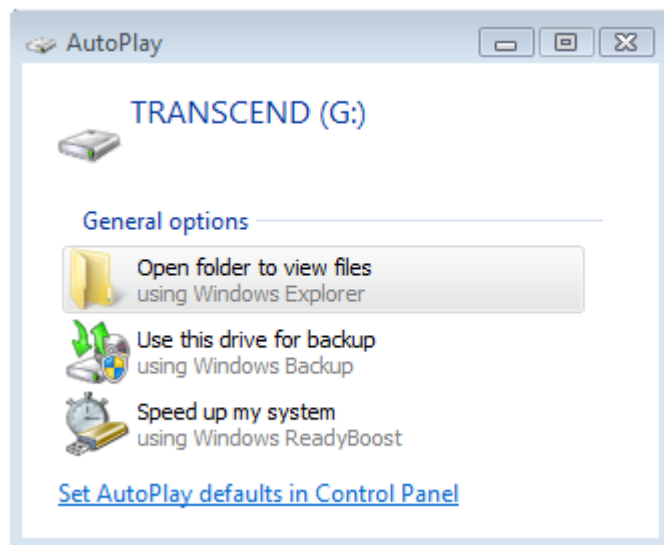 AutoPlay
TRANSCEND (G:)
General options
Open folder to view files
using Windows Explorer
Use this drive for backup
using Windows Backup
Speed up my system
using Windows ReadyBoost
Set AutoPlay defaults in Control Panel